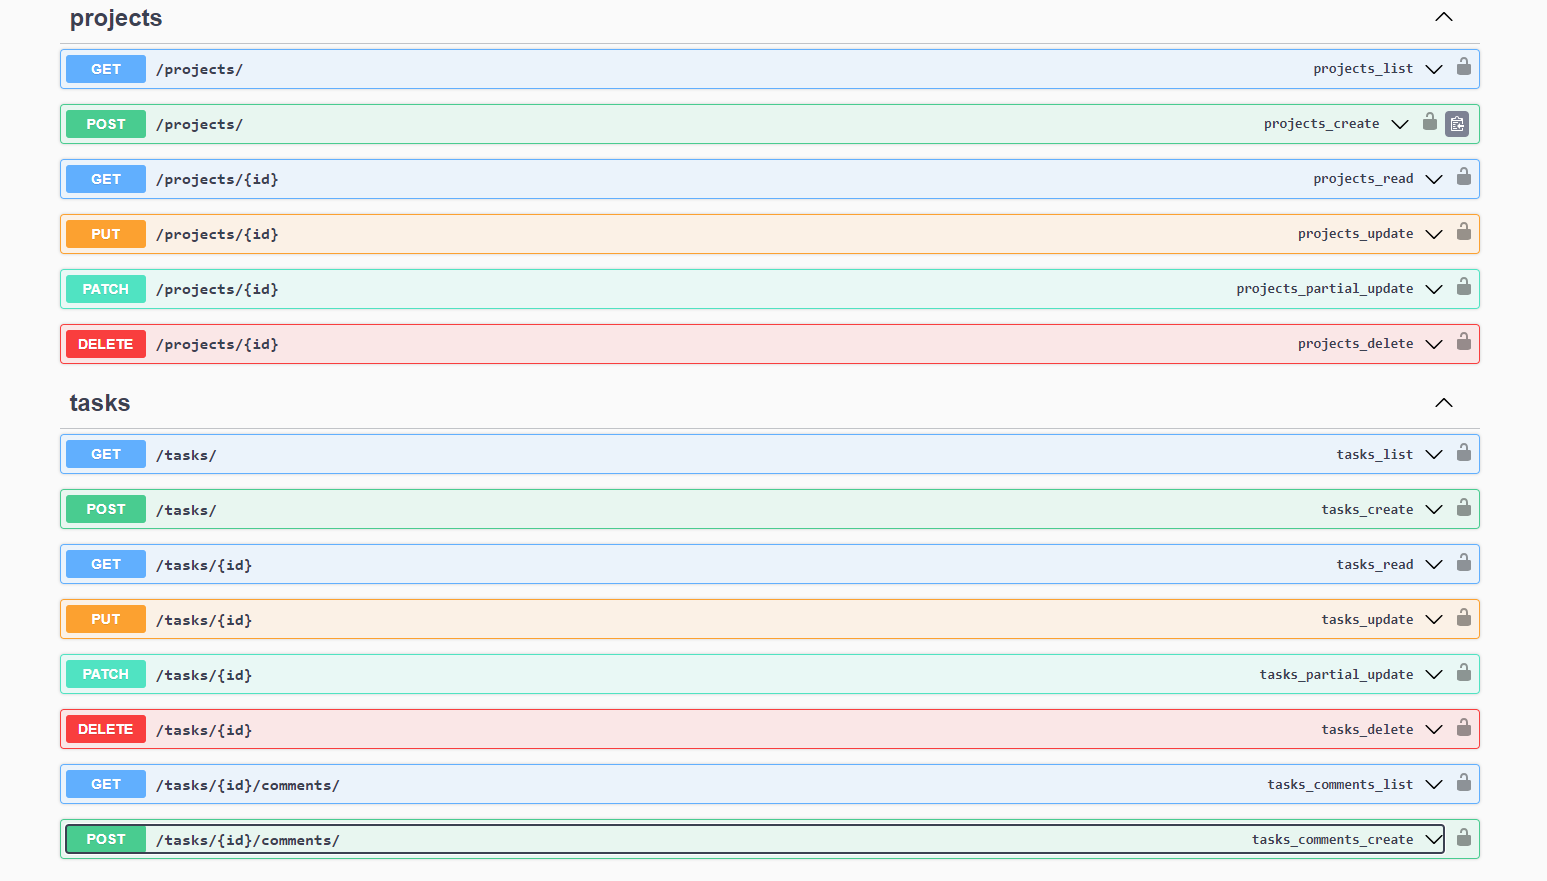 projects
GET /projects/ projects_list
POST /projects/ projects_create
GET /projects/{id} projects_read
PUT /projects/{id} projects_update
PATCH /projects/{id} projects_partial_update
DELETE /projects/{id} projects_delete
tasks
GET /tasks/ tasks_list
POST /tasks/ tasks_create
GET /tasks/{id} tasks_read
PUT /tasks/{id} tasks_update
PATCH /tasks/{id} tasks_partial_update
DELETE /tasks/{id} tasks_delete
GET /tasks/{id}/comments/ tasks_comments_list
POST /tasks/{id}/comments/ tasks_comments_create